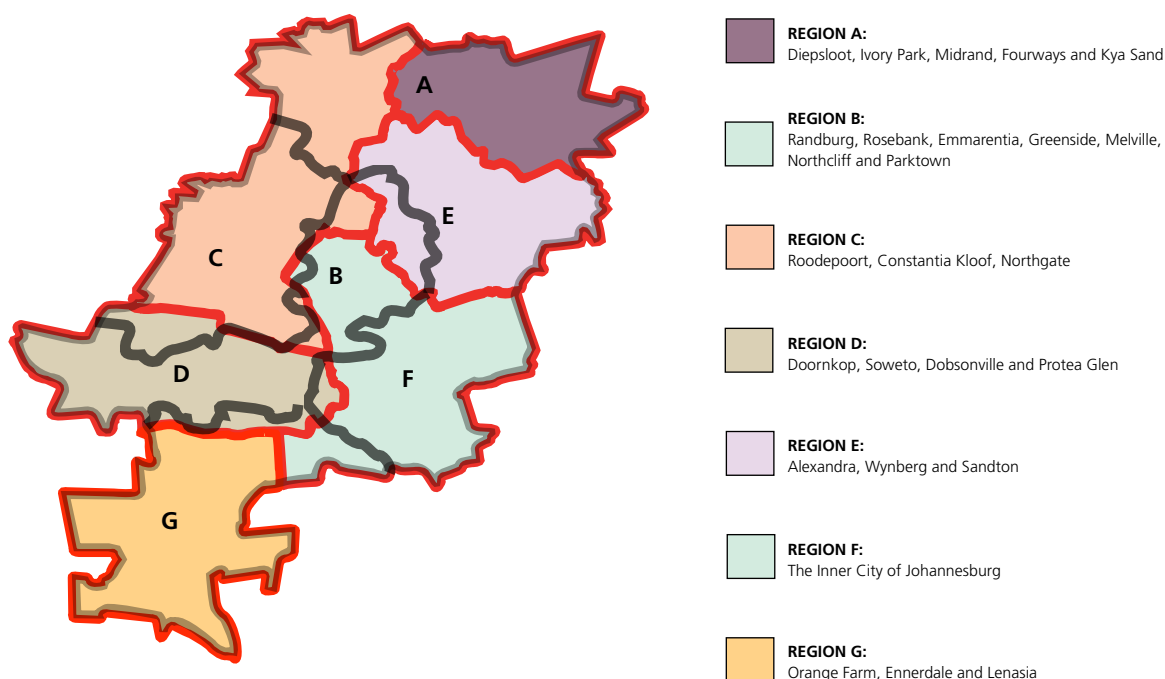 A
E
C
B
D
F
G
REGION A:
Diepsloot, Ivory Park, Midrand, Fourways and Kya Sand
REGION B:
Randburg, Rosebank, Emmarentia, Greenside, Melville,
Northcliff and Parktown
REGION C:
Roodepoort, Constantia Kloof, Northgate
REGION D:
Doornkop, Soweto, Dobsonville and Protea Glen
REGION E:
Alexandra, Wynberg and Sandton
REGION F:
The Inner City of Johannesburg
REGION G:
Orange Farm, Ennerdale and Lenasia